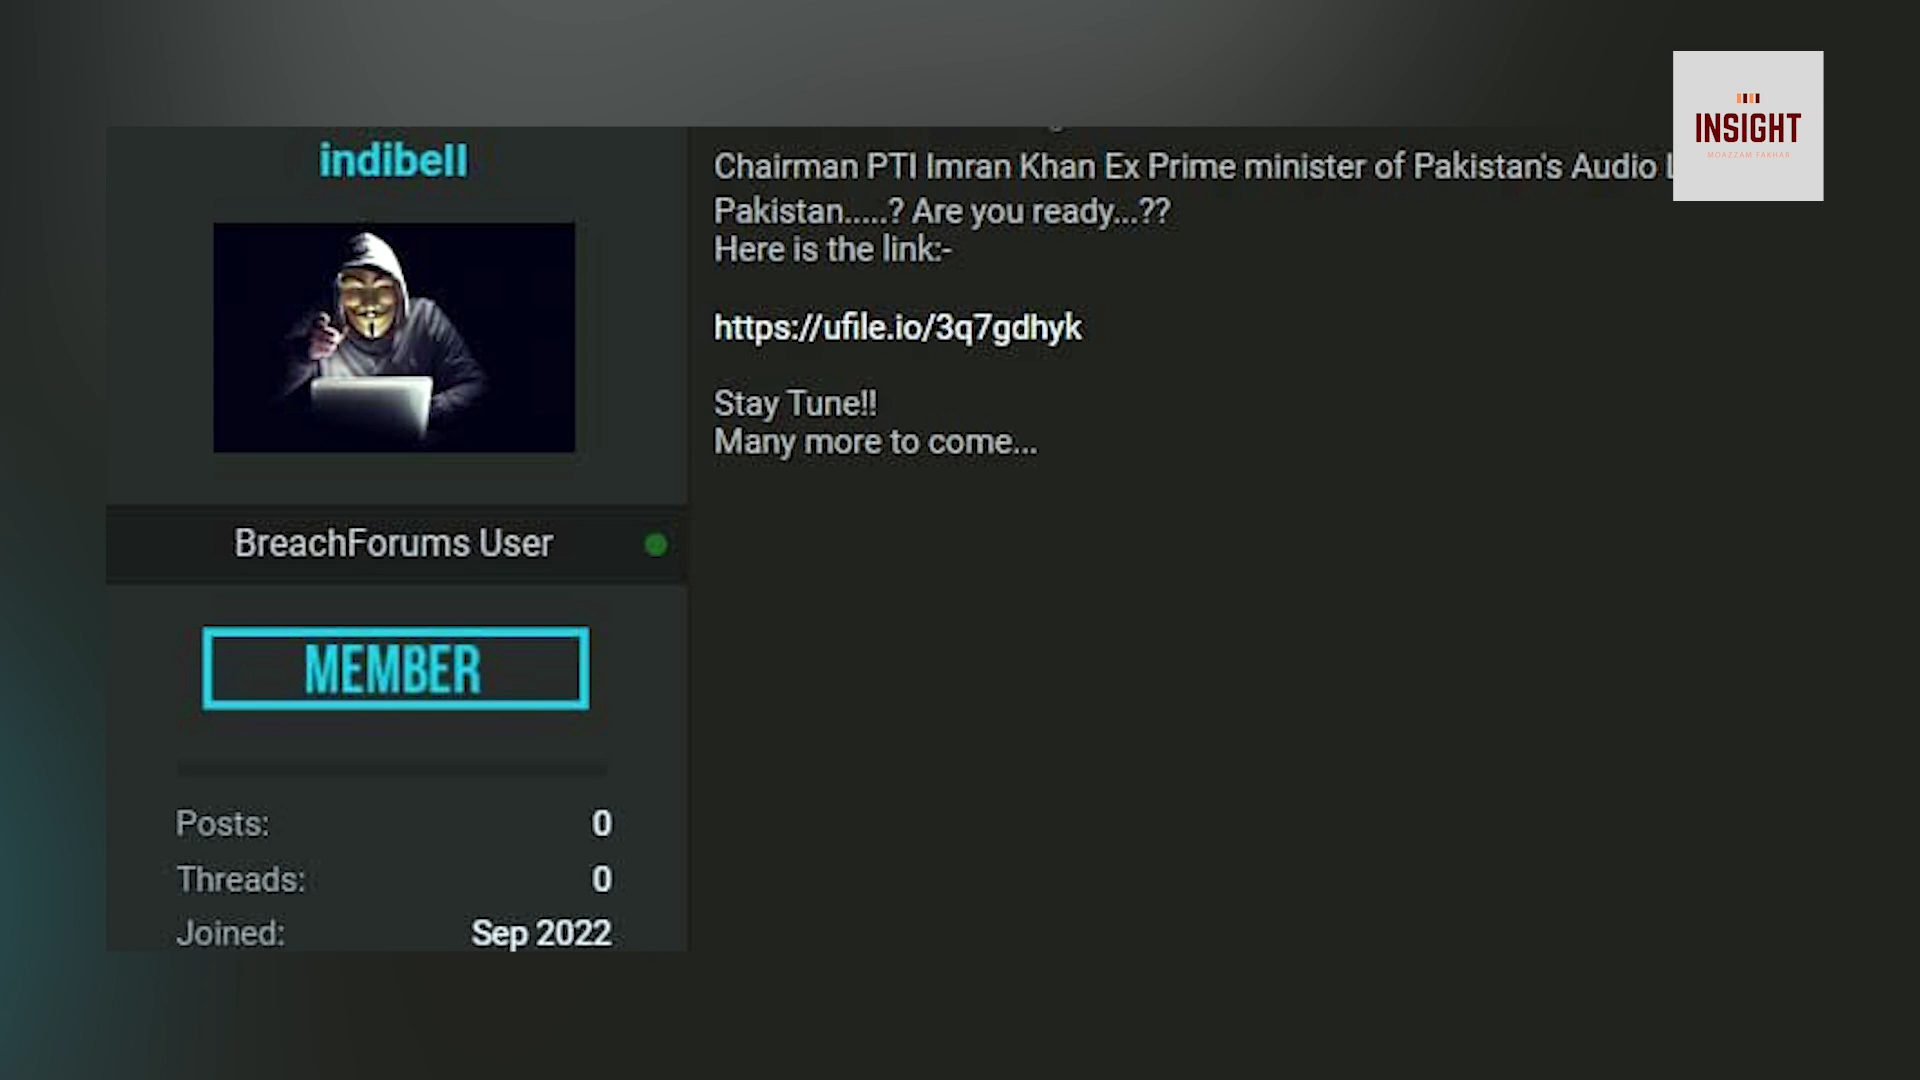 indibell
BreachForums User
MEMBER
Posts: 0
Threads: 0
Joined: Sep 2022
Chairman PTI Imran Khan Ex Prime minister of Pakistan's Audio
Pakistan.....? Are you ready...??
Here is the link:-
https://ufile.io/3q7gdhyk
Stay Tune!!
Many more to come...
INSIGHT
MOAZZAM FAKHAR